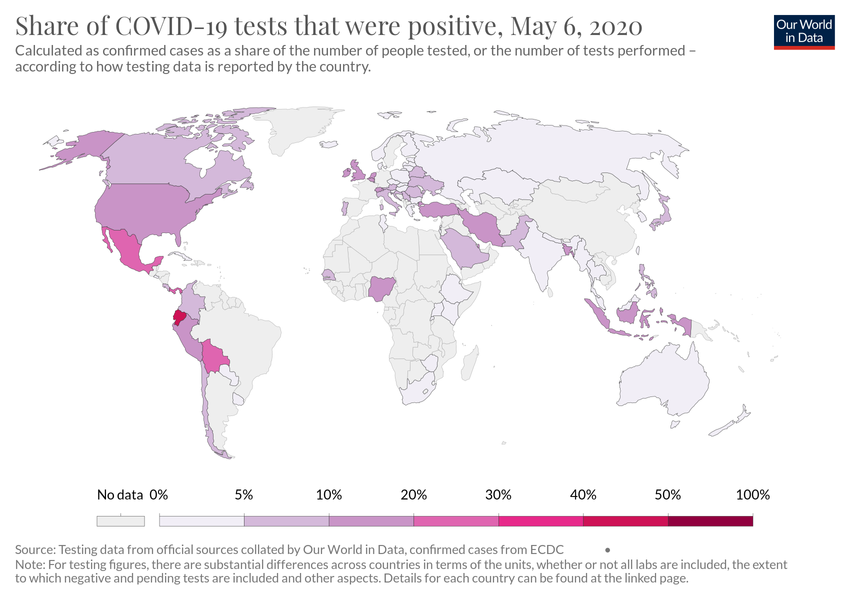 Share of COVID-19 tests that were positive, May 6, 2020
Our World
in Data
Calculated as confirmed cases as a share of the number of people tested, or the number of tests performed –
according to how testing data is reported by the country.
No data 0% 5% 10% 20% 30% 40% 50% 100%
Source: Testing data from official sources collated by Our World in Data, confirmed cases from ECDC •
Note: For testing figures, there are substantial differences across countries in terms of the units, whether or not all labs are included, the extent
to which negative and pending tests are included and other aspects. Details for each country can be found at the linked page.